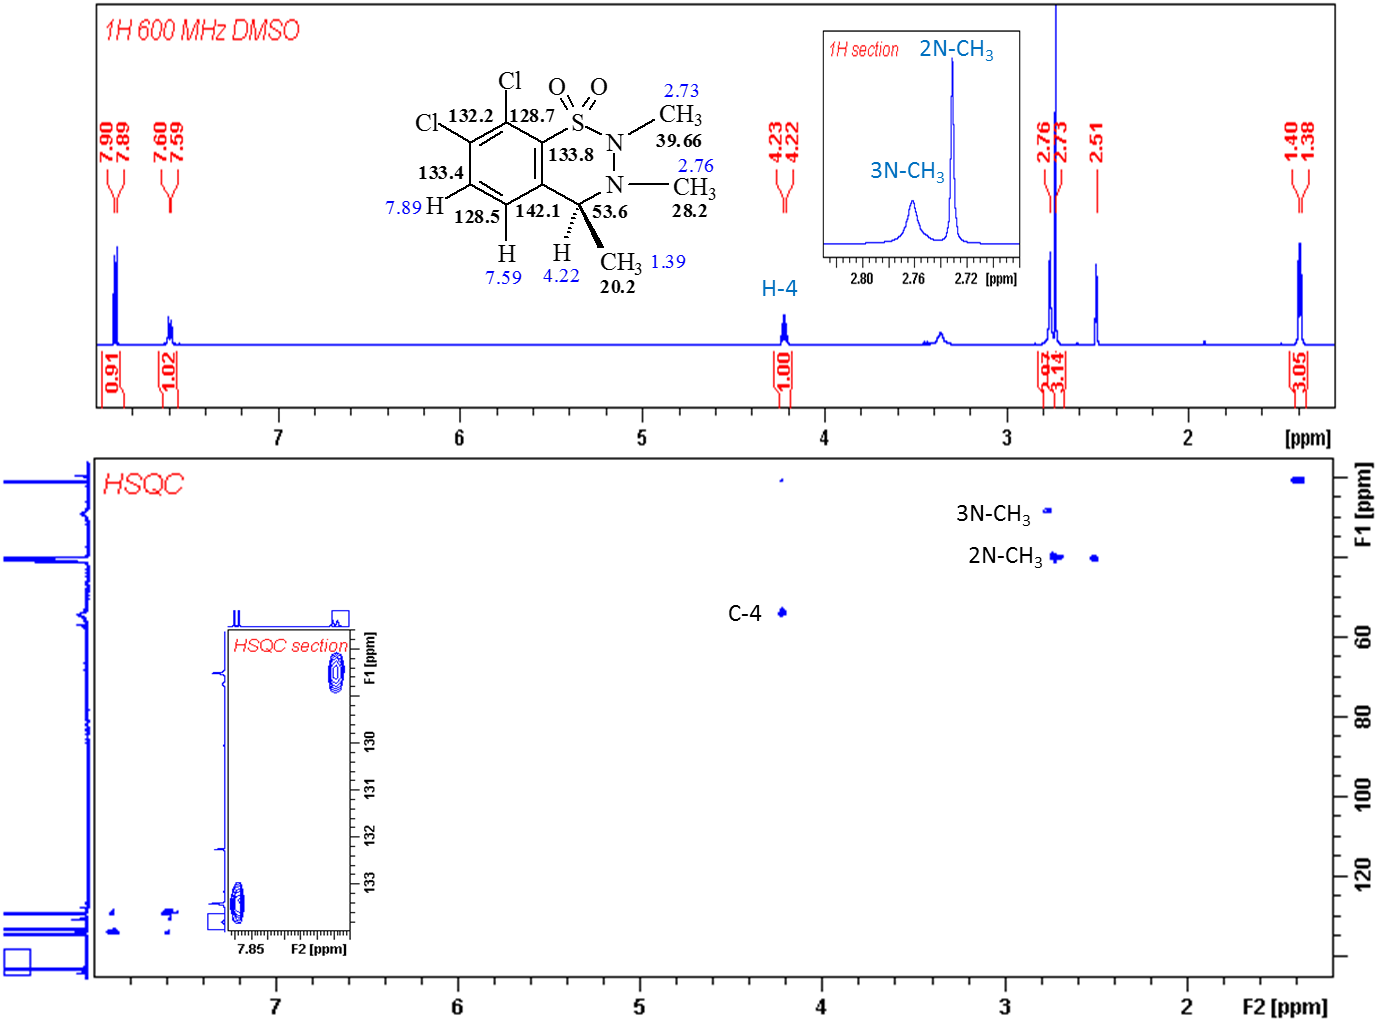 1H 600 MHz DMSO
1H section
2N-CH3
3N-CH3
2.80 2.76 2.72 [ppm]
Cl
Cl
O O
S
N
N
CH3
CH3
CH3
H
H
H
2.73
39.66
2.76
28.2
1.39
20.2
132.2
128.7
133.8
133.4
128.5
142.1
53.6
7.89
7.59
4.22
7.90
7.89
7.60
7.59
4.23
4.22
2.76
2.73
2.51
1.40
1.38
H-4
0.91
1.02
1.00
2.97
3.14
3.05
7 6 5 4 3 2 [ppm]
HSQC
3N-CH3
2N-CH3
C-4
HSQC section
F1 [ppm]
130
131
132
133
7.85 F2 [ppm]
F1 [ppm]
60
80
100
120
7 6 5 4 3 2 F2 [ppm]